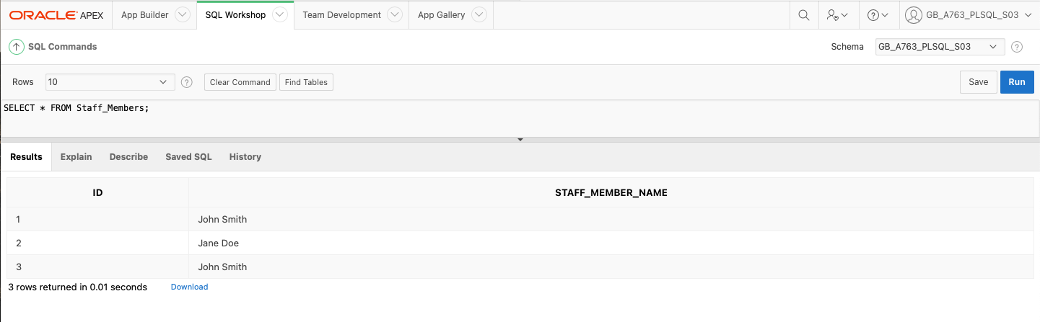 ORACLE APEX App Builder SQL Workshop Team Development App Gallery GB_A763_PLSQL_S03
SQL Commands Schema GB_A763_PLSQL_S03
Rows 10 Clear Command Find Tables Save Run
SELECT * FROM Staff_Members;
Results Explain Describe Saved SQL History
ID STAFF_MEMBER_NAME
1 John Smith
2 Jane Doe
3 John Smith
3 rows returned in 0.01 seconds Download